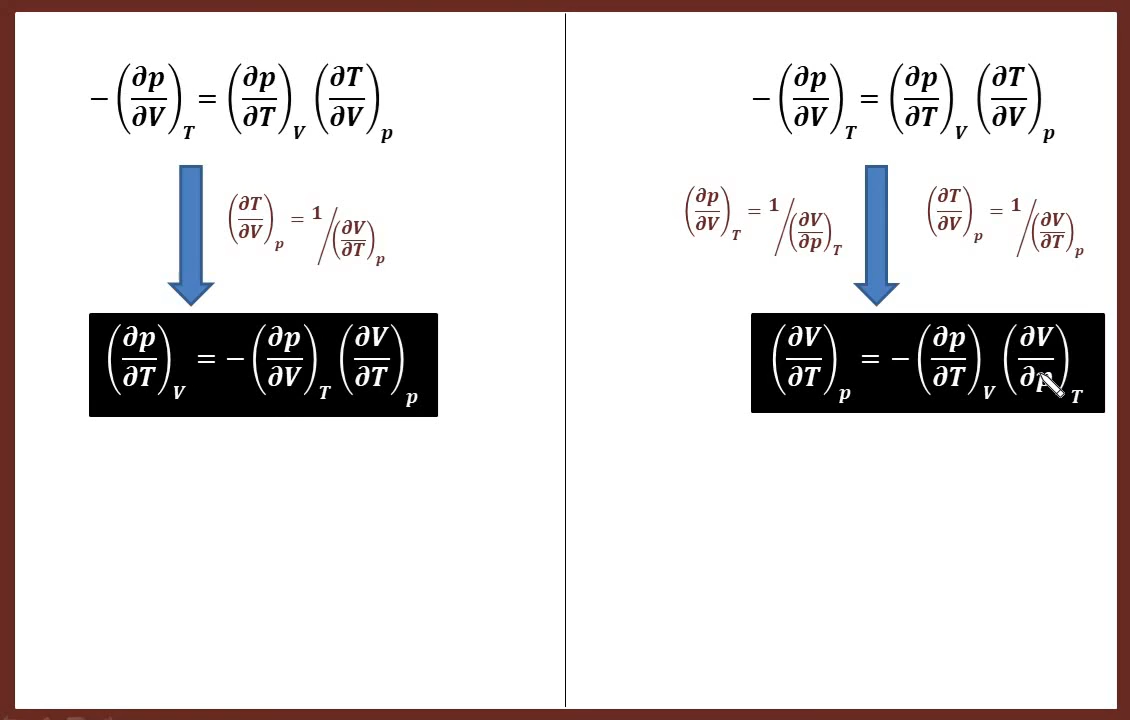 −(∂p/∂V)_T = (∂p/∂T)_V (∂T/∂V)_p
(∂T/∂V)_p = 1/(∂V/∂T)_p
(∂p/∂T)_V = −(∂p/∂V)_T (∂V/∂T)_p
−(∂p/∂V)_T = (∂p/∂T)_V (∂T/∂V)_p
(∂p/∂V)_T = 1/(∂V/∂p)_T
(∂T/∂V)_p = 1/(∂V/∂T)_p
(∂V/∂T)_p = −(∂p/∂T)_V (∂V/∂p)_T